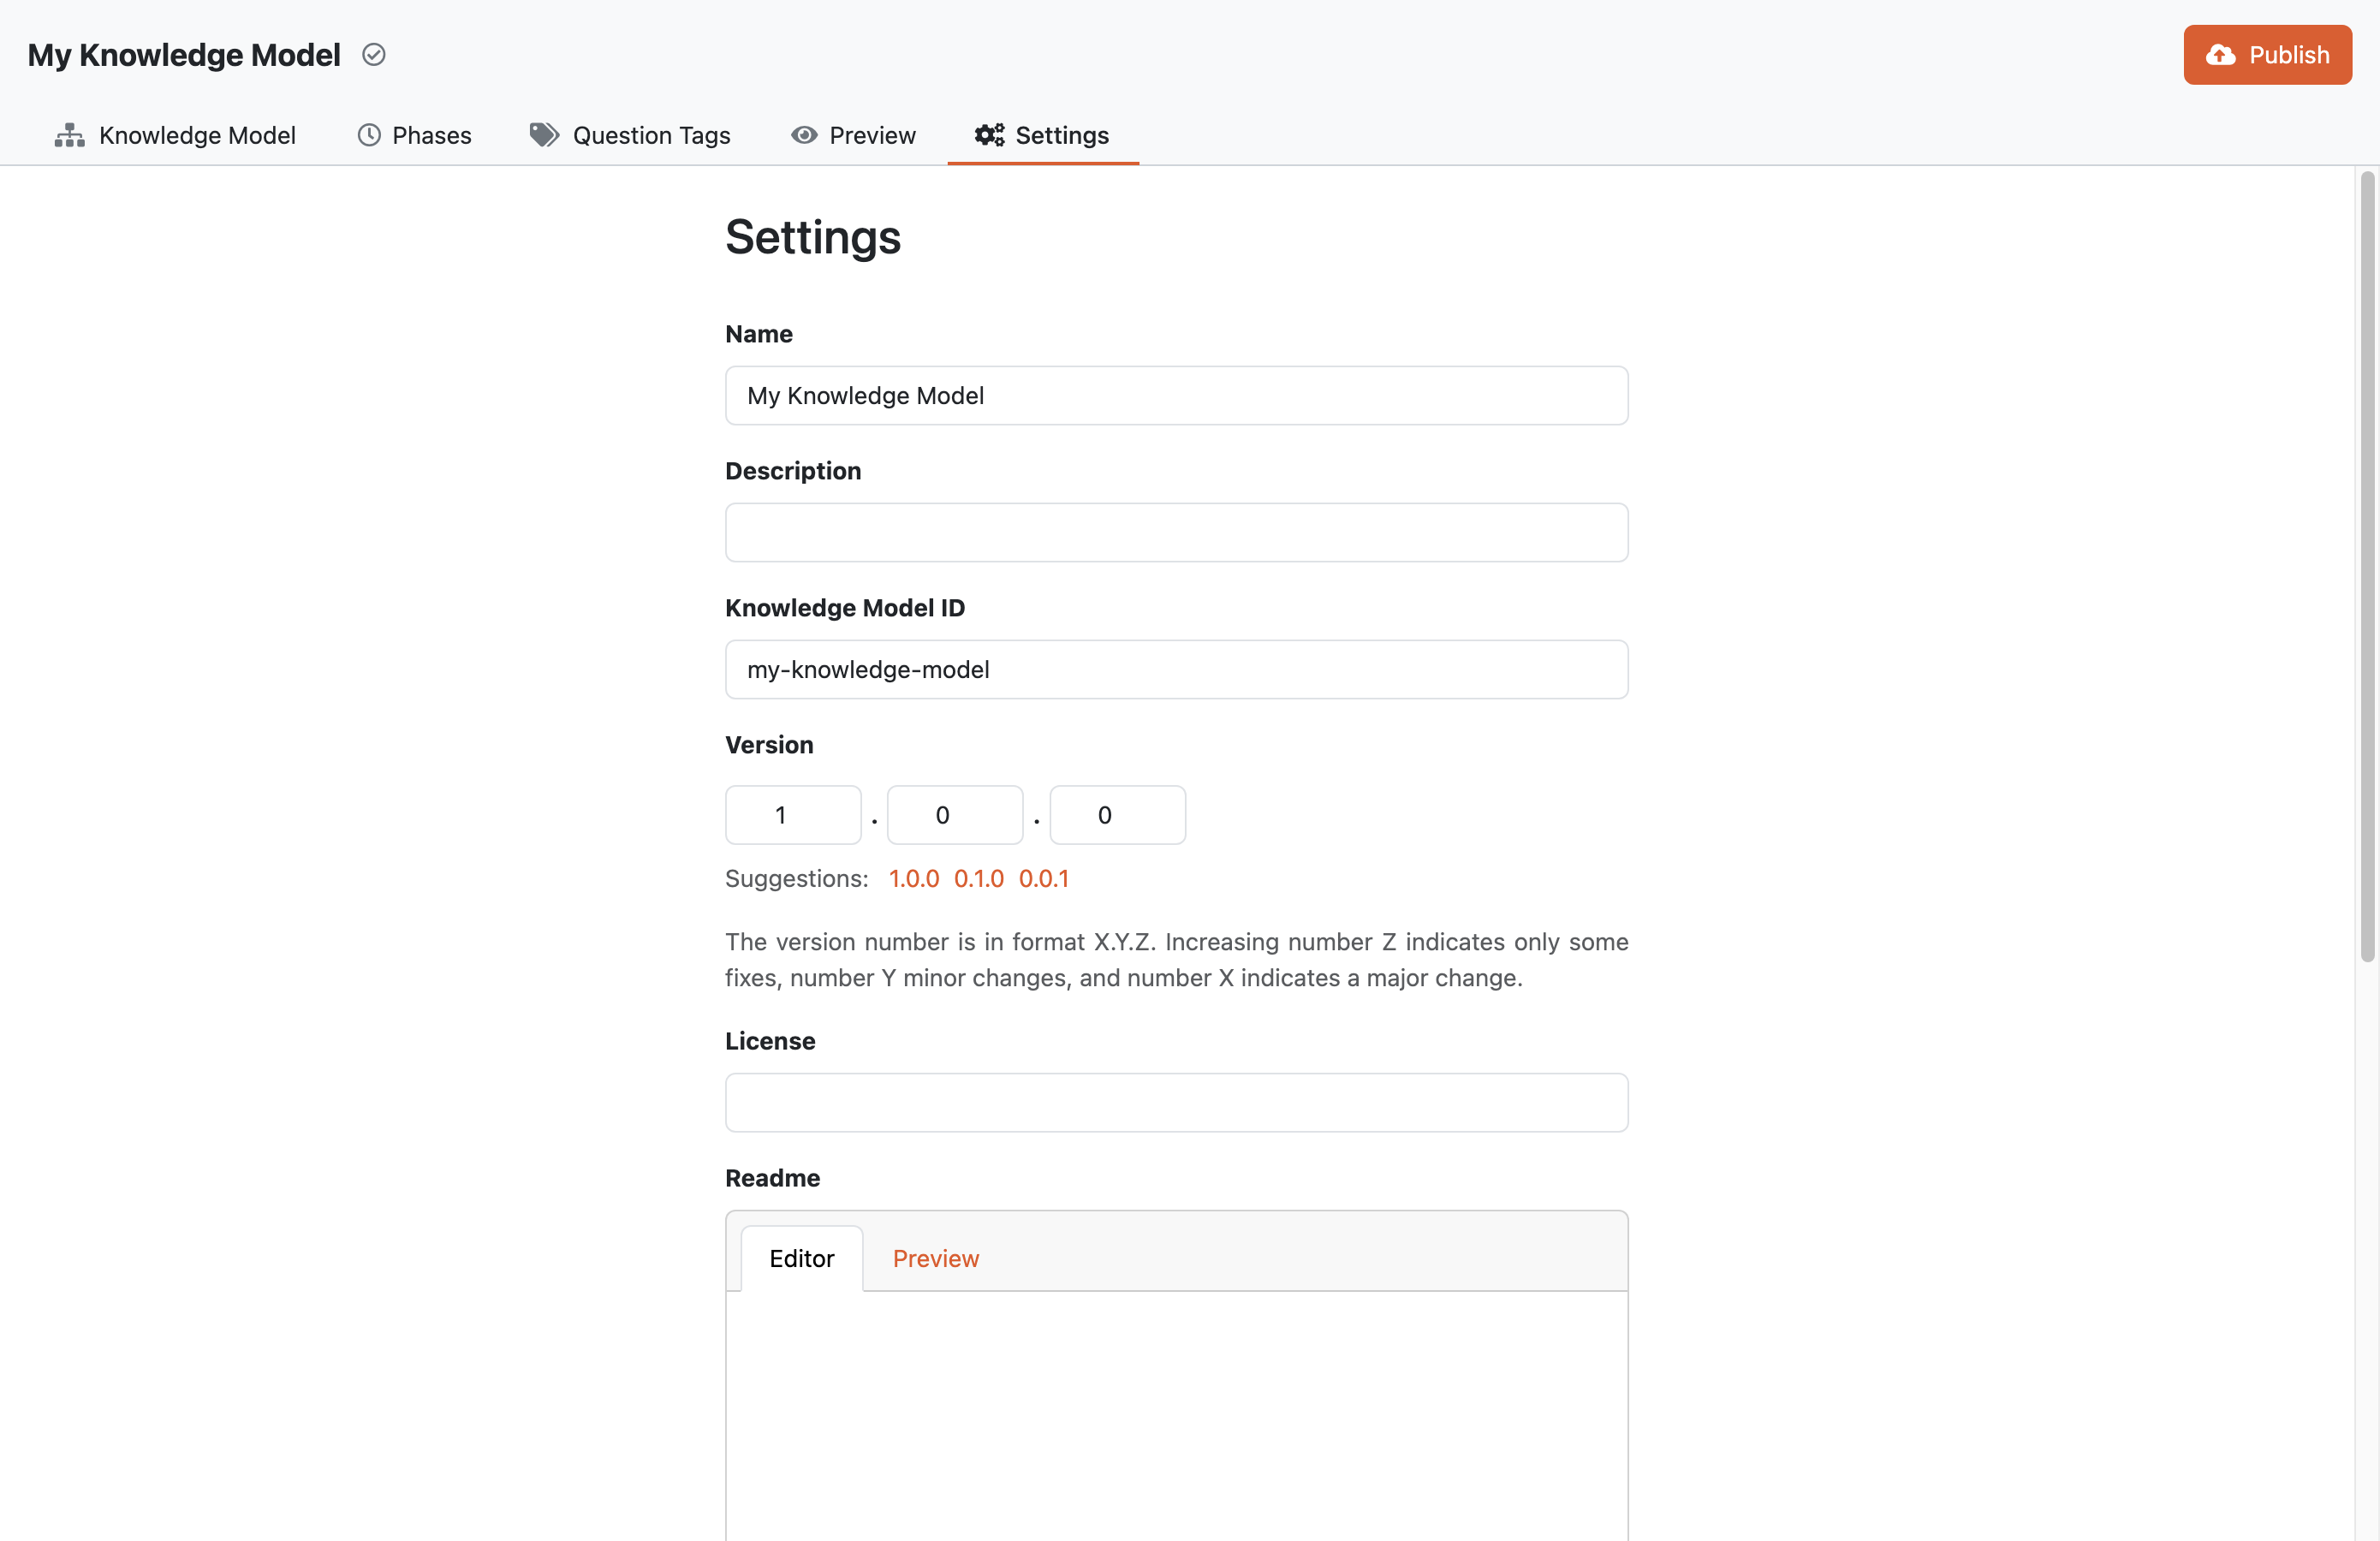 My Knowledge Model
Publish
Knowledge Model Phases Question Tags Preview Settings
Settings
Name
My Knowledge Model
Description
Knowledge Model ID
my-knowledge-model
Version
1 . 0 . 0
Suggestions: 1.0.0 0.1.0 0.0.1
The version number is in format X.Y.Z. Increasing number Z indicates only some
fixes, number Y minor changes, and number X indicates a major change.
License
Readme
Editor Preview